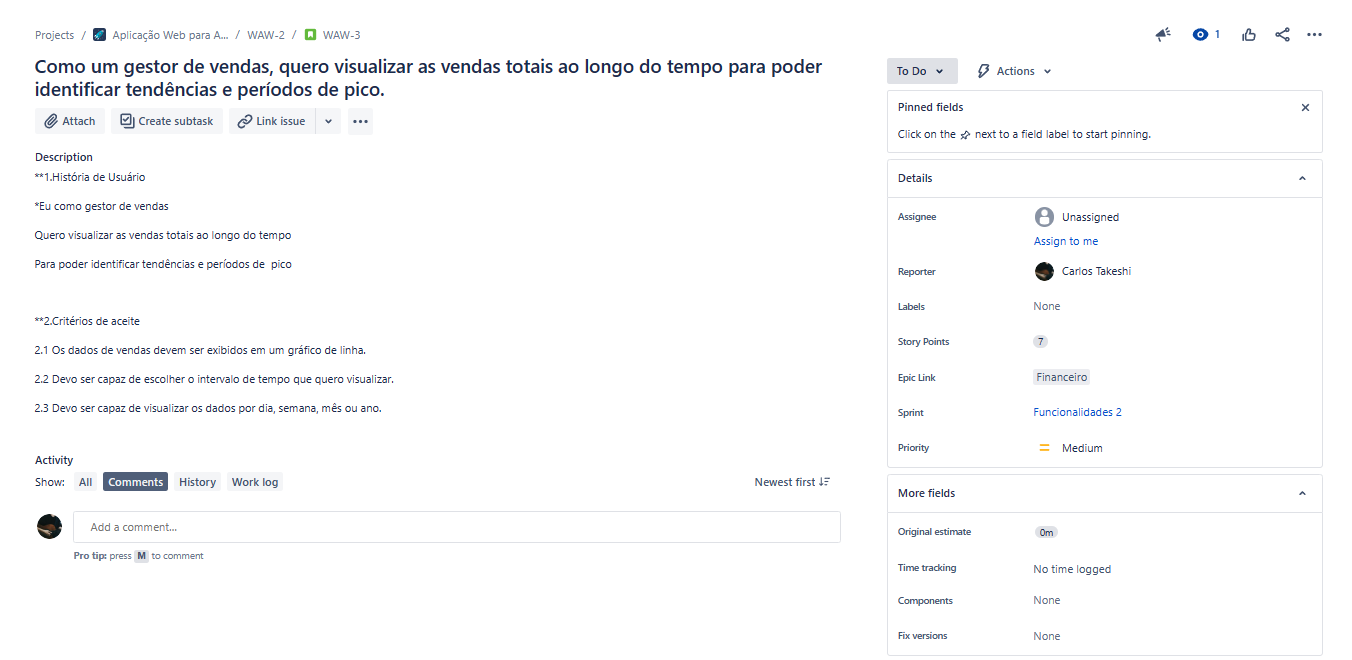 Projects / Aplicação Web para A... / WAW-2 / WAW-3
1
Como um gestor de vendas, quero visualizar as vendas totais ao longo do tempo para poder
identificar tendências e períodos de pico.
Attach Create subtask Link issue
Description
**1.História de Usuário
*Eu como gestor de vendas
Quero visualizar as vendas totais ao longo do tempo
Para poder identificar tendências e períodos de  pico
**2.Critérios de aceite
2.1 Os dados de vendas devem ser exibidos em um gráfico de linha.
2.2 Devo ser capaz de escolher o intervalo de tempo que quero visualizar.
2.3 Devo ser capaz de visualizar os dados por dia, semana, mês ou ano.
Activity
Show: All Comments History Work log Newest first
Add a comment...
Pro tip: press M to comment
To Do Actions
Pinned fields
Click on the next to a field label to start pinning.
Details
Assignee Unassigned
Assign to me
Reporter Carlos Takeshi
Labels None
Story Points 7
Epic Link Financeiro
Sprint Funcionalidades 2
Priority Medium
More fields
Original estimate 0m
Time tracking No time logged
Components None
Fix versions None